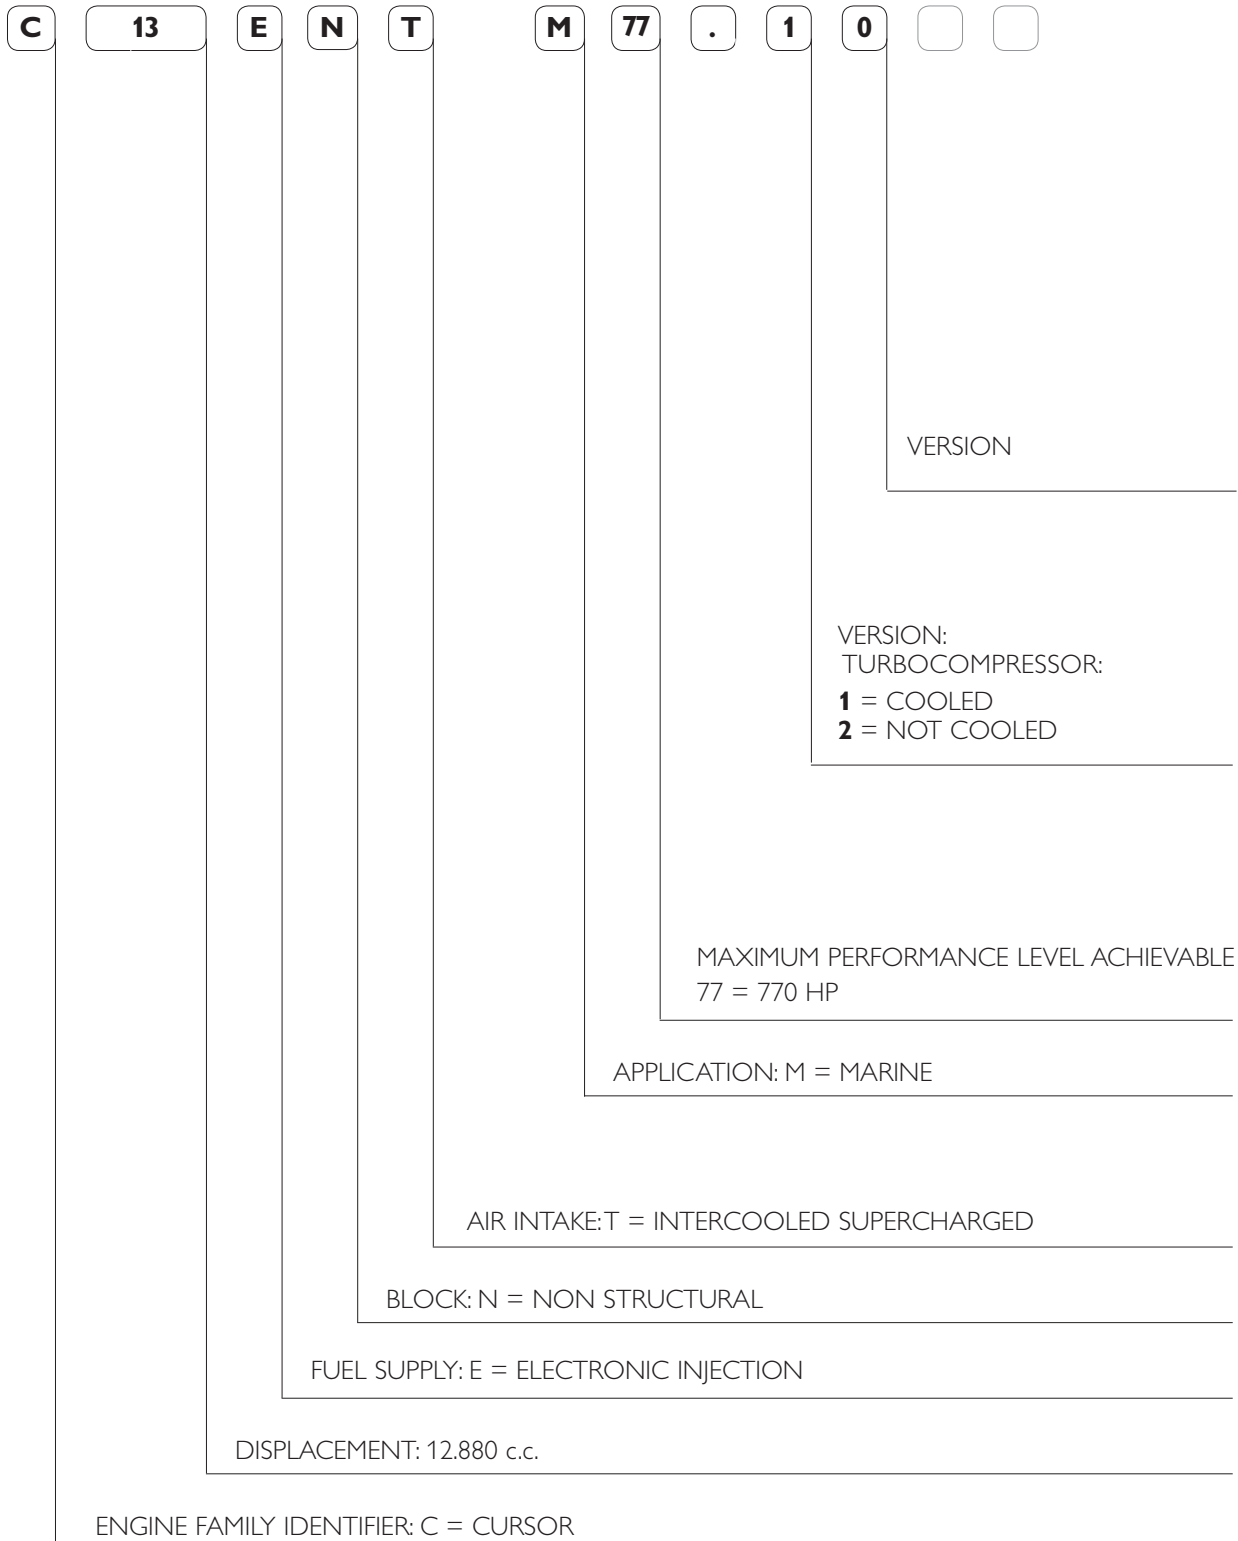 C 13 E N T M 77 . 1 0
VERSION
VERSION:
TURBOCOMPRESSOR:
1 = COOLED
2 = NOT COOLED
MAXIMUM PERFORMANCE LEVEL ACHIEVABLE
77 = 770 HP
APPLICATION: M = MARINE
AIR INTAKE: T = INTERCOOLED SUPERCHARGED
BLOCK: N = NON STRUCTURAL
FUEL SUPPLY: E = ELECTRONIC INJECTION
DISPLACEMENT: 12.880 c.c.
ENGINE FAMILY IDENTIFIER: C = CURSOR